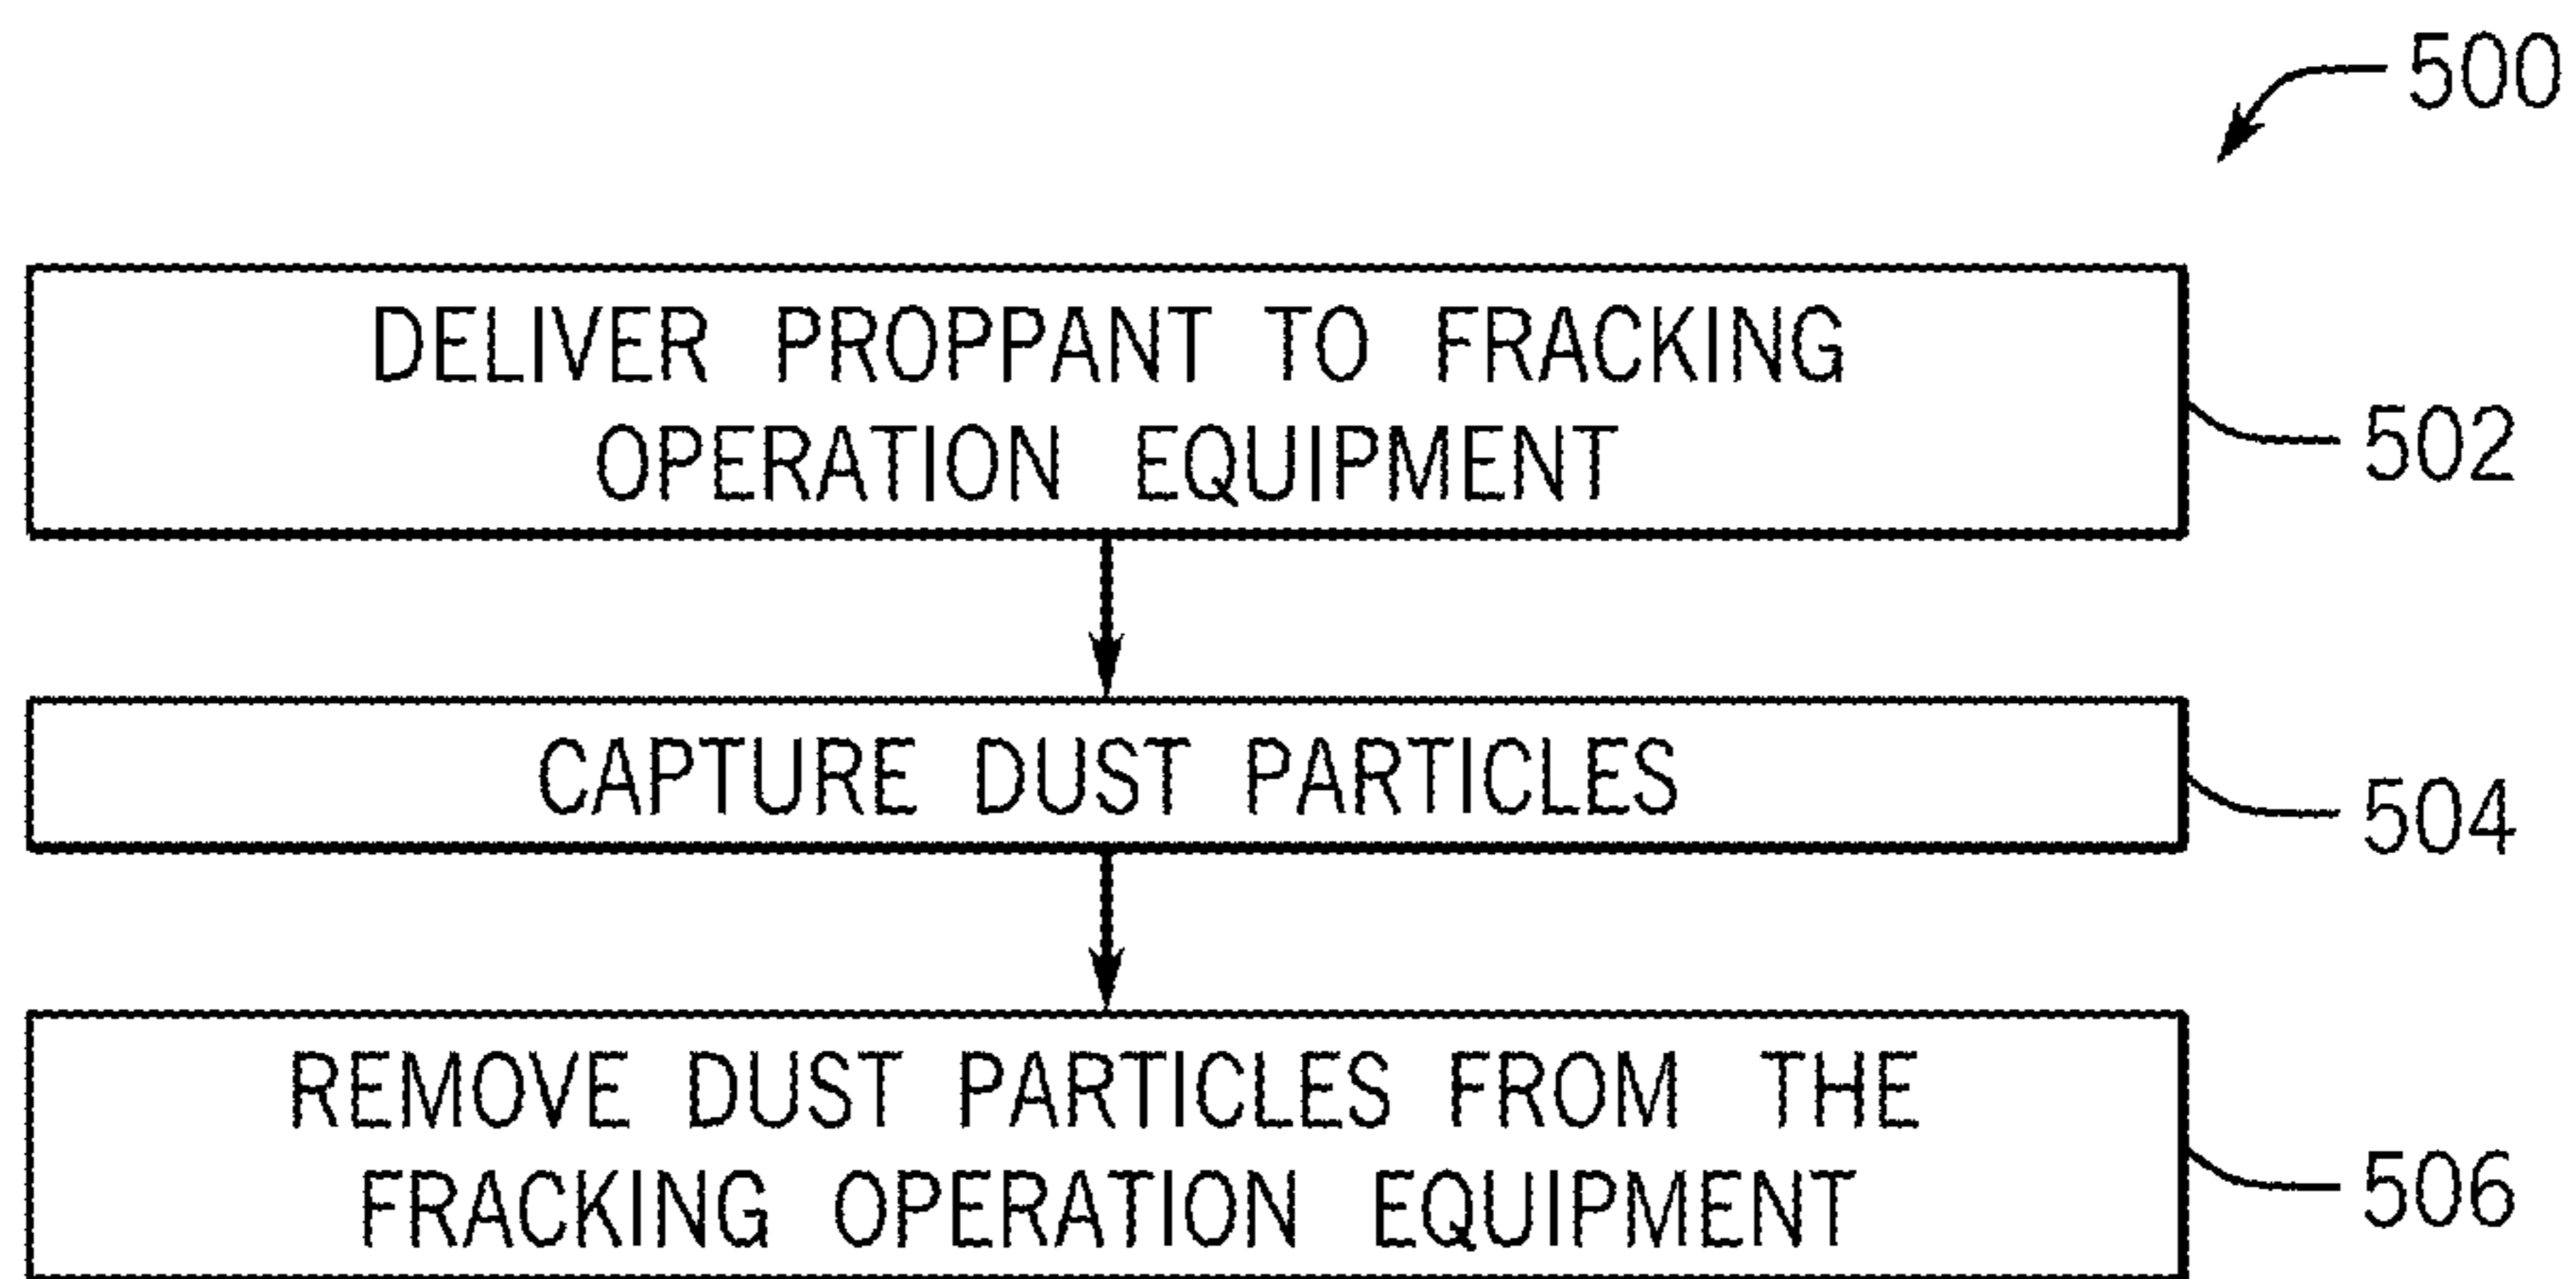 500
DELIVER PROPPANT TO FRACKING
OPERATION EQUIPMENT
502
CAPTURE DUST PARTICLES
504
REMOVE DUST PARTICLES FROM THE
FRACKING OPERATION EQUIPMENT
506